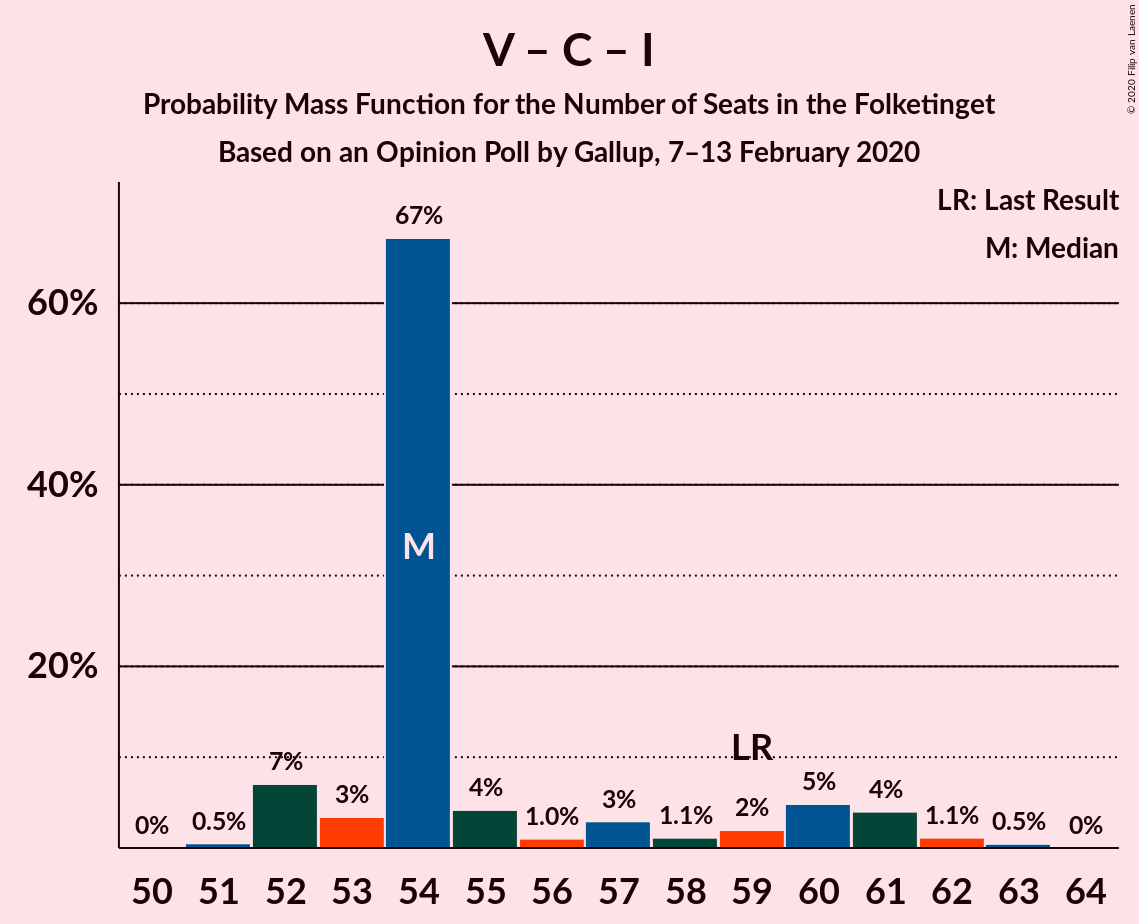 V – C – I
Probability Mass Function for the Number of Seats in the Folketinget
Based on an Opinion Poll by Gallup, 7–13 February 2020
© 2020 Filip van Laenen
LR: Last Result
M: Median
60%
40%
20%
0%
0.5%
7%
3%
67%
M
4%
1.0%
3%
1.1%
LR
2%
5%
4%
1.1%
0.5%
0%
50 51 52 53 54 55 56 57 58 59 60 61 62 63 64